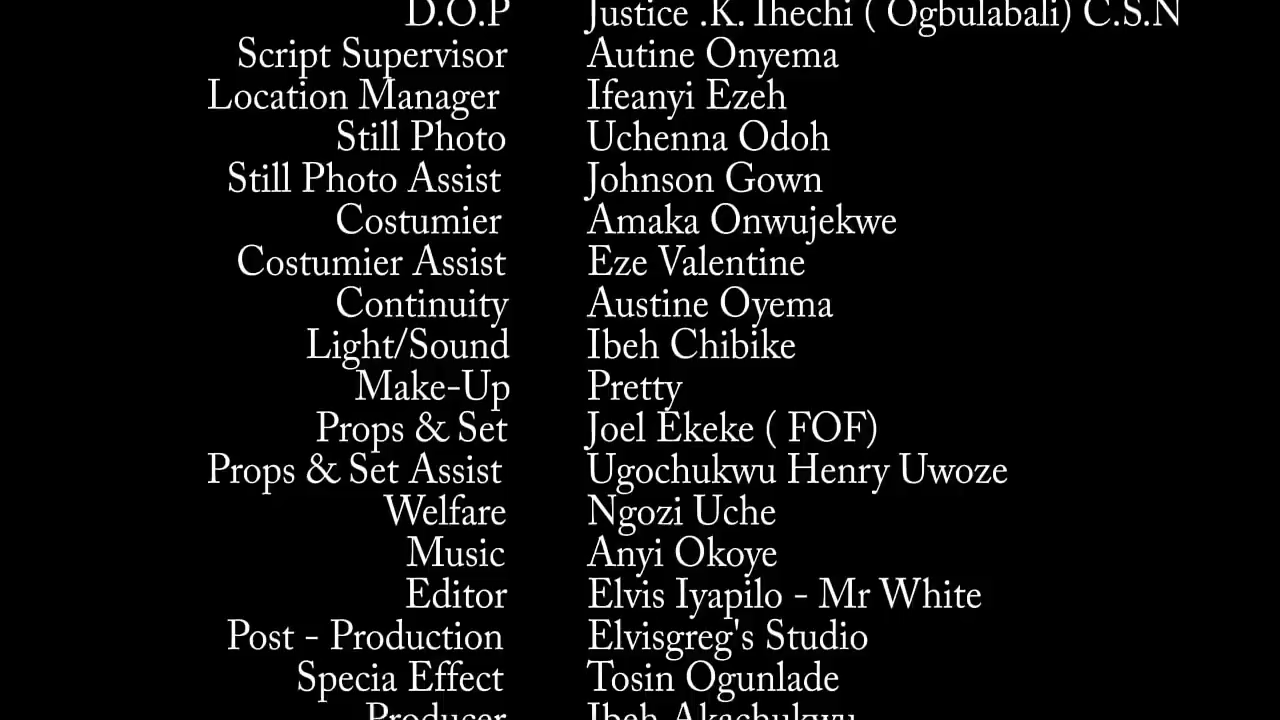 D.O.P Justice .K. Ihechi ( Ogbulabali) C.S.N
Script Supervisor Autine Onyema
Location Manager Ifeanyi Ezeh
Still Photo Uchenna Odoh
Still Photo Assist Johnson Gown
Costumier Amaka Onwujekwe
Costumier Assist Eze Valentine
Continuity Austine Oyema
Light/Sound Ibeh Chibike
Make-Up Pretty
Props & Set Joel Ekeke ( FOF)
Props & Set Assist Ugochukwu Henry Uwoze
Welfare Ngozi Uche
Music Anyi Okoye
Editor Elvis Iyapilo - Mr White
Post - Production Elvisgreg's Studio
Specia Effect Tosin Ogunlade
Producer Ibeh Akachukwu